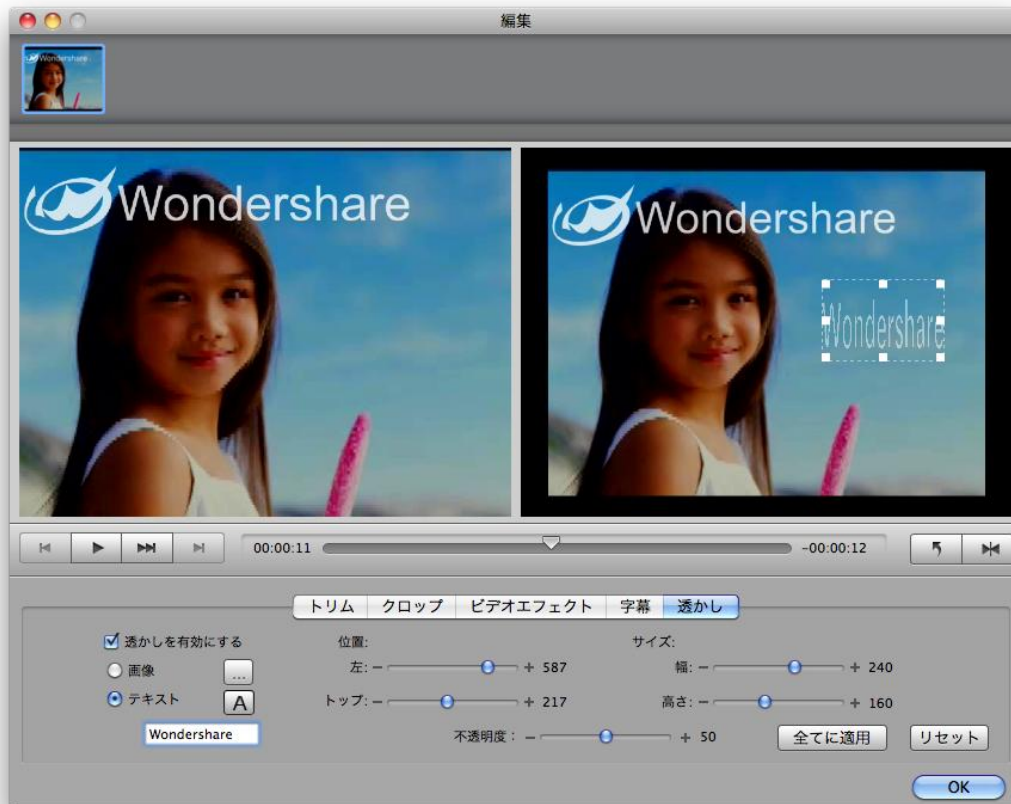 編集
Wondershare
Wondershare
Wondershare
Wondershare
00:00:11
-00:00:12
トリム クロップ ビデオエフェクト 字幕 透かし
透かしを有効にする 位置: サイズ:
画像 ... 左: − + 587 幅: − + 240
テキスト A トップ: − + 217 高さ: − + 160
Wondershare 不透明度: − + 50 全てに適用 リセット
OK